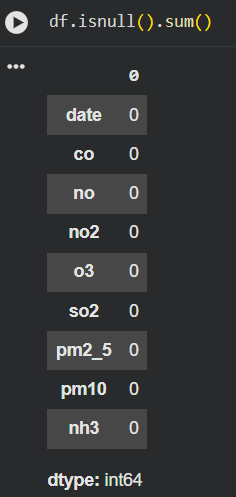 df.isnull().sum()
0
date 0
co 0
no 0
no2 0
o3 0
so2 0
pm2_5 0
pm10 0
nh3 0
dtype: int64